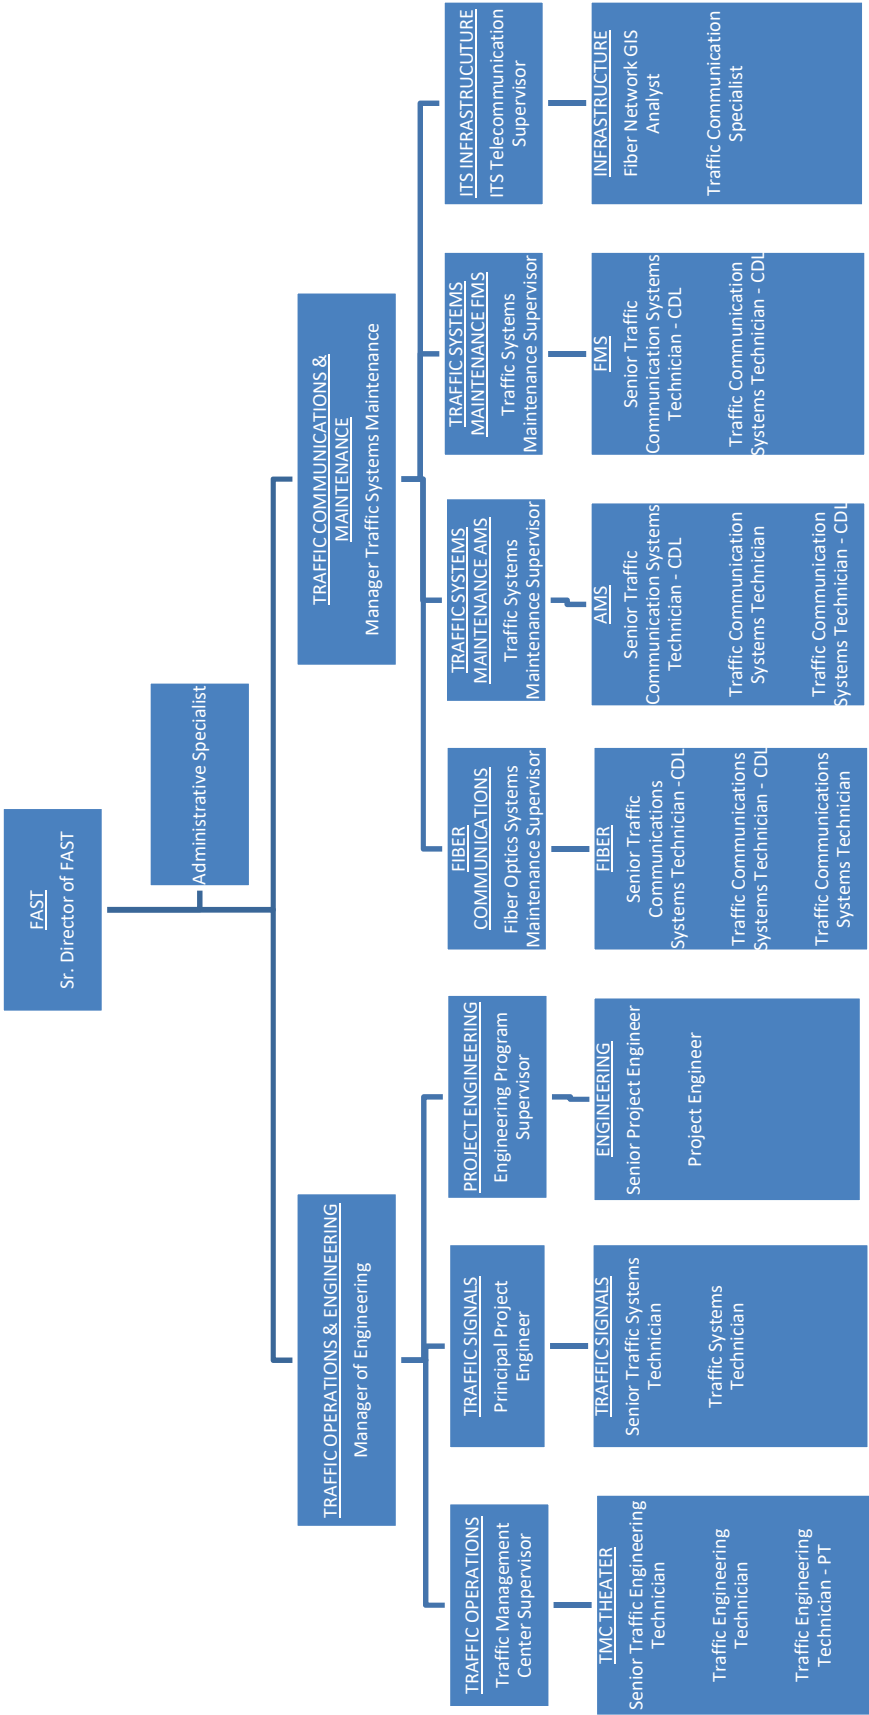 FAST
Sr. Director of FAST
Administrative Specialist
TRAFFIC OPERATIONS & ENGINEERING
Manager of Engineering
TRAFFIC COMMUNICATIONS &
MAINTENANCE
Manager Traffic Systems Maintenance
TRAFFIC OPERATIONS
Traffic Management
Center Supervisor
TRAFFIC SIGNALS
Principal Project
Engineer
PROJECT ENGINEERING
Engineering Program
Supervisor
FIBER
COMMUNICATIONS
Fiber Optics Systems
Maintenance Supervisor
TRAFFIC SYSTEMS
MAINTENANCE AMS
Traffic Systems
Maintenance Supervisor
TRAFFIC SYSTEMS
MAINTENANCE FMS
Traffic Systems
Maintenance Supervisor
ITS INFRASTRUCUTURE
ITS Telecommunication
Supervisor
TMC THEATER
Senior Traffic Engineering
Technician
Traffic Engineering
Technician
Traffic Engineering
Technician - PT
TRAFFIC SIGNALS
Senior Traffic Systems
Technician
Traffic Systems
Technician
ENGINEERING
Senior Project Engineer
Project Engineer
FIBER
Senior Traffic
Communications
Systems Technician -CDL
Traffic Communications
Systems Technician - CDL
Traffic Communications
Systems Technician
AMS
Senior Traffic
Communication Systems
Technician - CDL
Traffic Communication
Systems Technician
Traffic Communication
Systems Technician - CDL
FMS
Senior Traffic
Communication Systems
Technician - CDL
Traffic Communication
Systems Technician - CDL
INFRASTRUCTURE
Fiber Network GIS
Analyst
Traffic Communication
Specialist